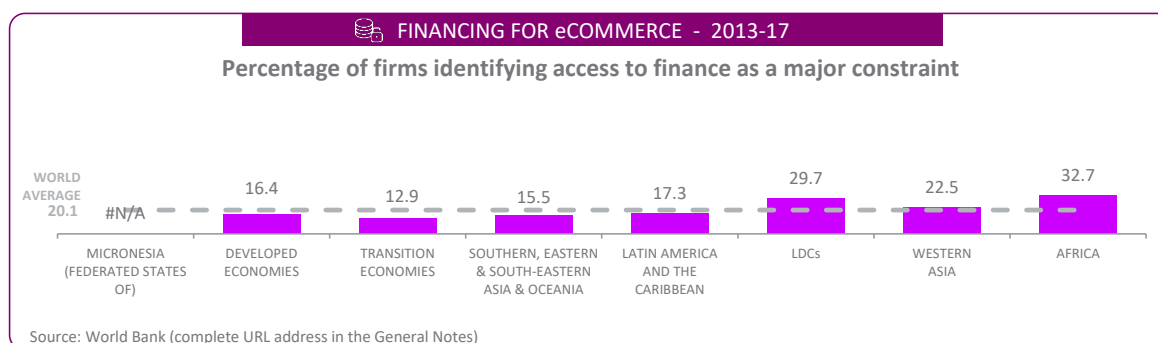 FINANCING FOR eCOMMERCE - 2013-17
Percentage of firms identifying access to finance as a major constraint
WORLD
AVERAGE
20.1
#N/A
16.4
12.9
15.5
17.3
29.7
22.5
32.7
MICRONESIA
(FEDERATED STATES
OF)
DEVELOPED
ECONOMIES
TRANSITION
ECONOMIES
SOUTHERN, EASTERN
& SOUTH-EASTERN
ASIA & OCEANIA
LATIN AMERICA
AND THE
CARIBBEAN
LDCs
WESTERN
ASIA
AFRICA
Source: World Bank (complete URL address in the General Notes)